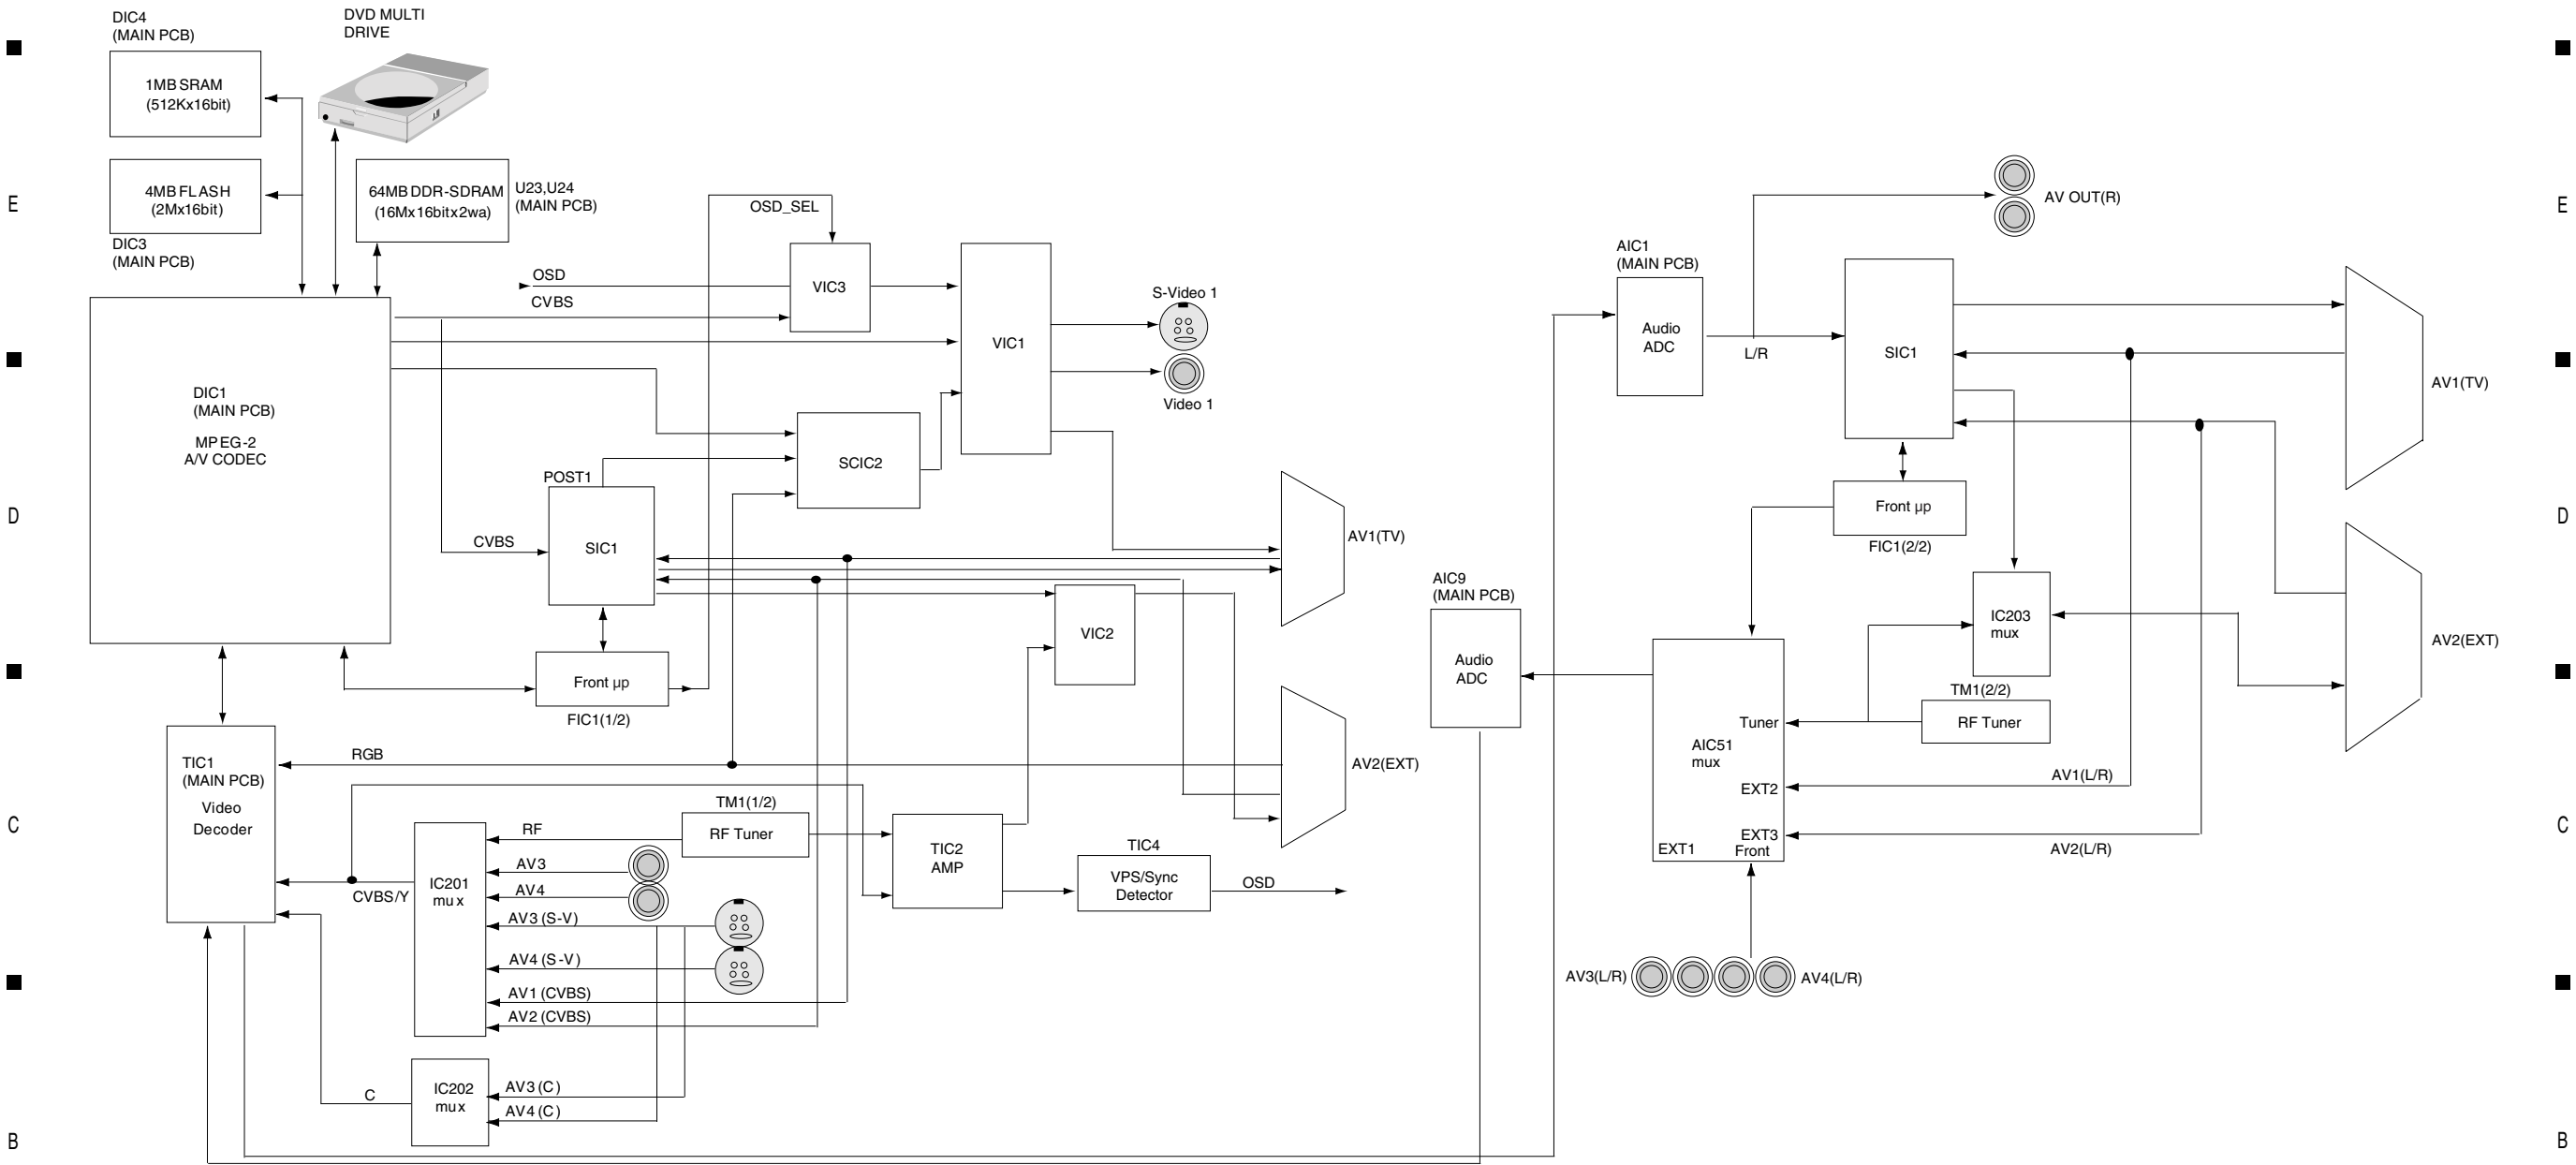 DIC4
(MAIN PCB)
DVD MULTI
DRIVE
1MB SRAM
(512Kx16bit)
4MB FLASH
(2Mx16bit)
DIC3
(MAIN PCB)
64MB DDR-SDRAM
(16Mx16bitx2wa)
U23,U24
(MAIN PCB)
E
E
OSD_SEL
OSD
CVBS
VIC3
VIC1
S-Video 1
Video 1
DIC1
(MAIN PCB)
MPEG-2
A/V CODEC
SCIC2
POST1
CVBS
SIC1
D
D
AV1(TV)
VIC2
Front µp
FIC1(1/2)
RGB
AV2(EXT)
TIC1
(MAIN PCB)
Video
Decoder
C
C
TM1(1/2)
RF Tuner
RF
AV3
AV4
IC201
mux
CVBS/Y
AV3 (S-V)
AV4 (S-V)
AV1 (CVBS)
AV2 (CVBS)
TIC2
AMP
TIC4
VPS/Sync
Detector
OSD
C
IC202
mux
AV3 (C)
AV4 (C)
B
B
AV OUT(R)
AIC1
(MAIN PCB)
Audio
ADC
L/R
SIC1
AV1(TV)
Front µp
FIC1(2/2)
AIC9
(MAIN PCB)
Audio
ADC
IC203
mux
AV2(EXT)
TM1(2/2)
RF Tuner
Tuner
AIC51
mux
EXT2
AV1(L/R)
EXT3
EXT1
Front
AV2(L/R)
AV3(L/R)
AV4(L/R)